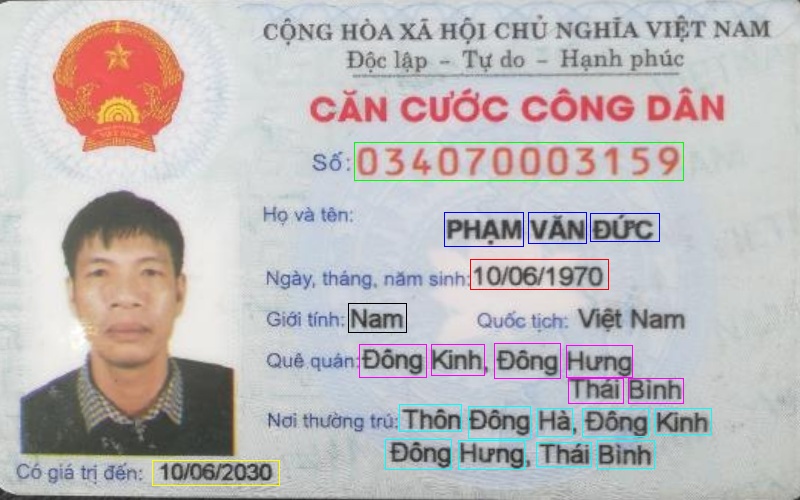 CỘNG HÒA XÃ HỘI CHỦ NGHĨA VIỆT NAM
Độc lập - Tự do - Hạnh phúc
CĂN CƯỚC CÔNG DÂN
Số: 034070003159
Họ và tên:
PHẠM VĂN ĐỨC
Ngày, tháng, năm sinh: 10/06/1970
Giới tính: Nam Quốc tịch: Việt Nam
Quê quán: Đông Kinh, Đông Hưng
Thái Bình
Nơi thường trú: Thôn Đông Hà, Đông Kinh
Đông Hưng, Thái Bình
Có giá trị đến: 10/06/2030